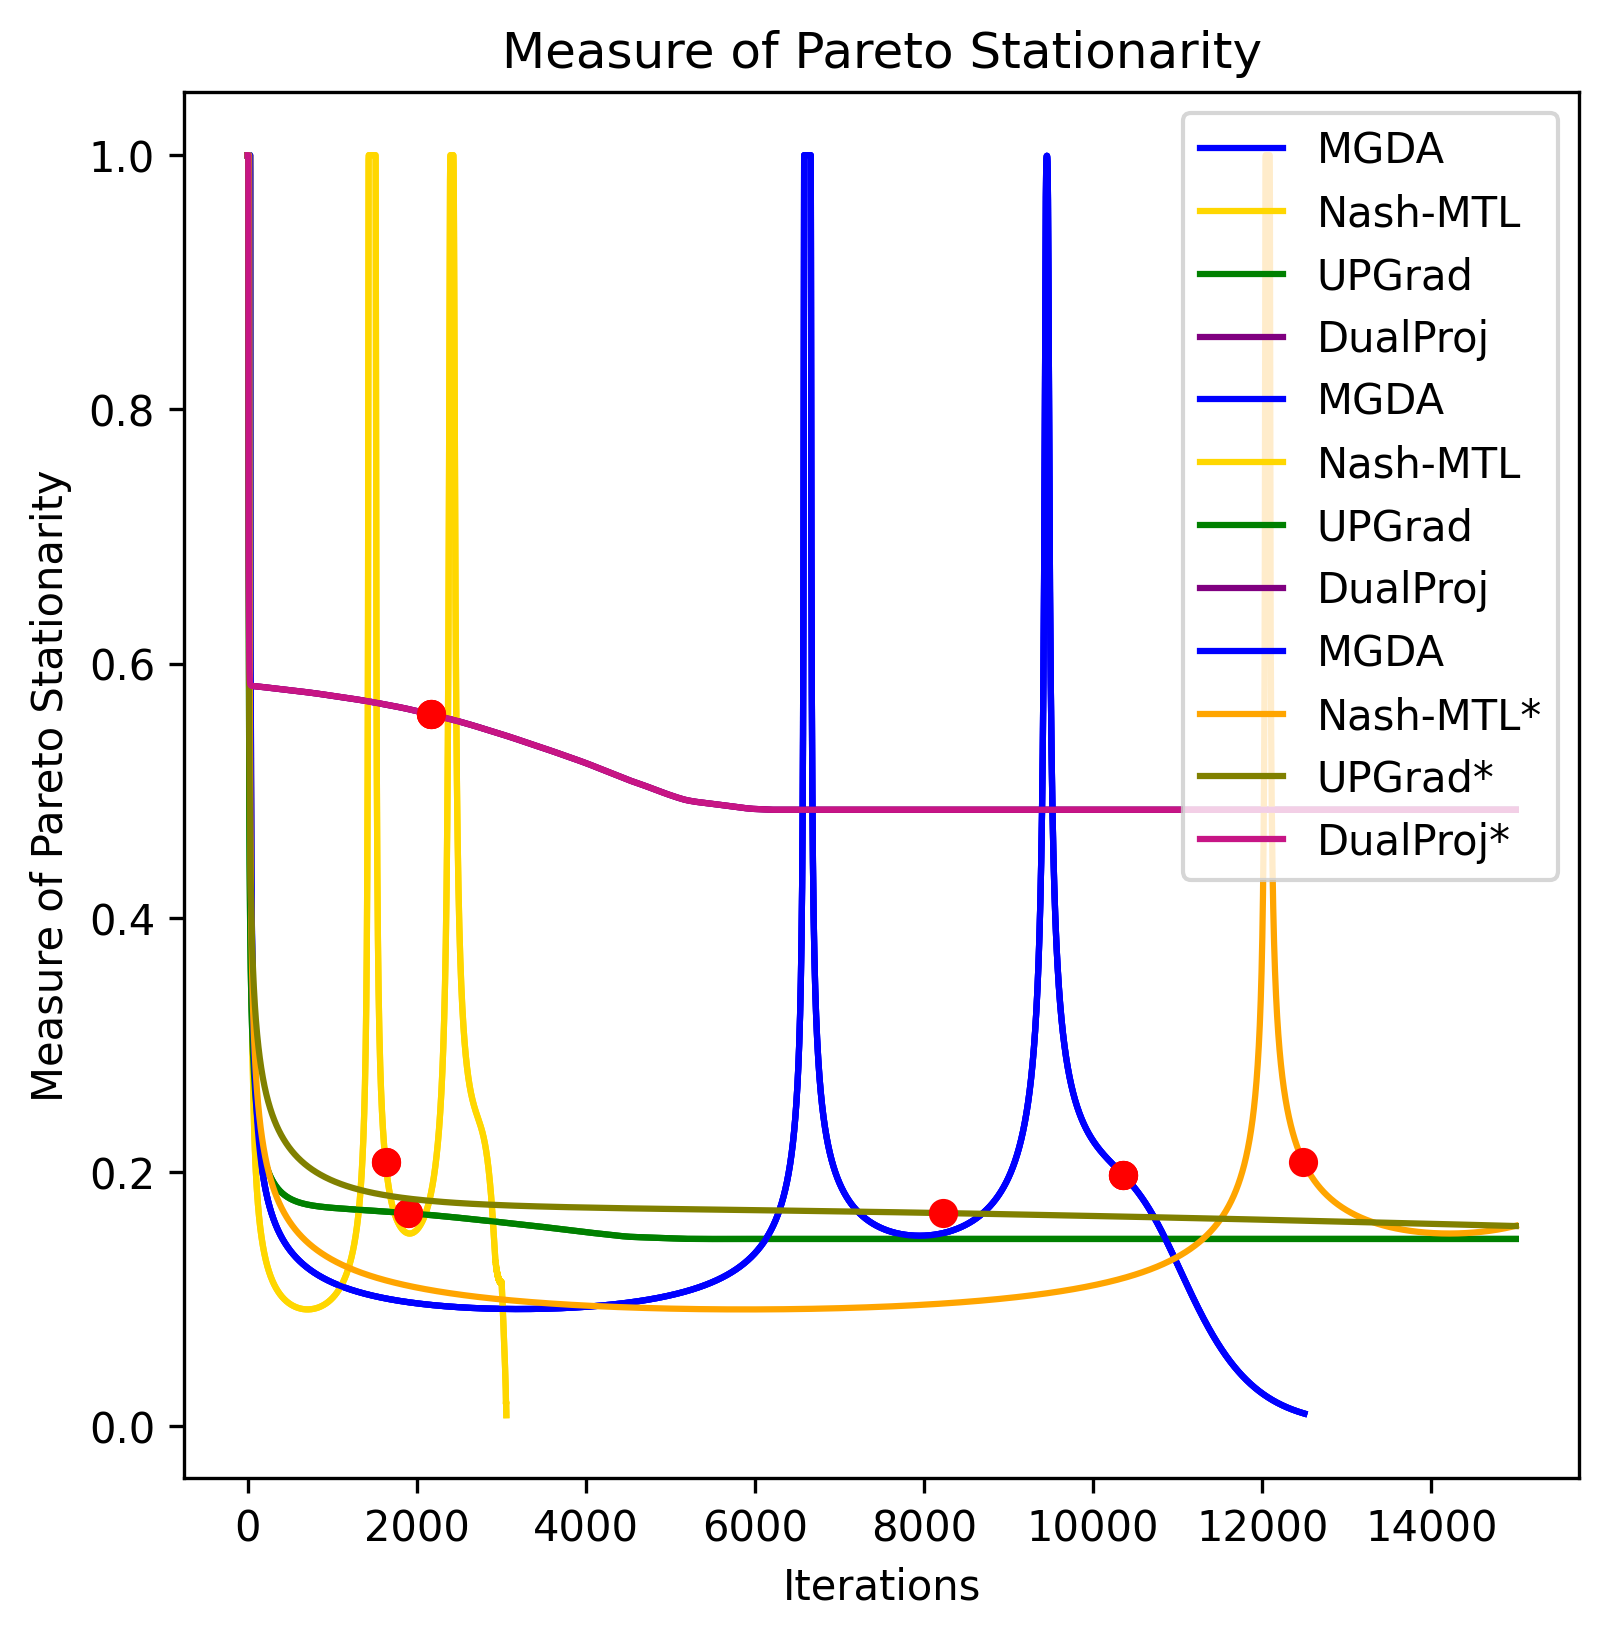 Measure of Pareto Stationarity
Measure of Pareto Stationarity
1.0
0.8
0.6
0.4
0.2
0.0
MGDA
Nash-MTL
UPGrad
DualProj
MGDA
Nash-MTL
UPGrad
DualProj
MGDA
Nash-MTL*
UPGrad*
DualProj*
0 2000 4000 6000 8000 10000 12000 14000
Iterations